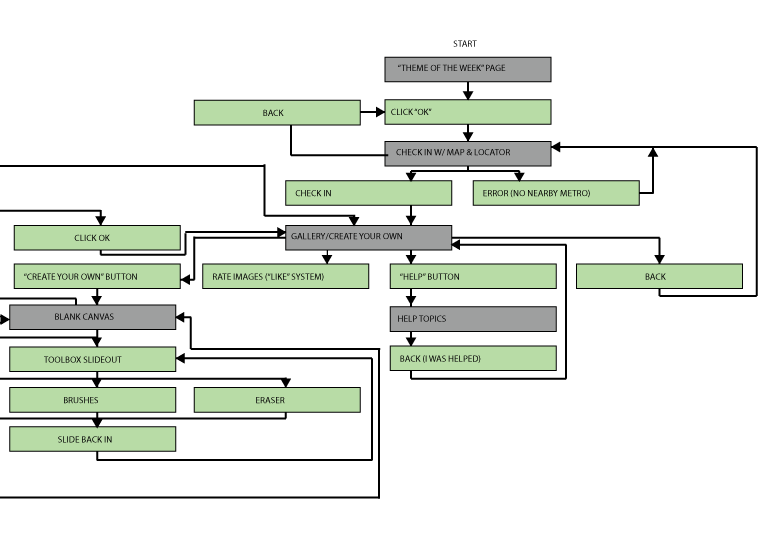 START
“THEME OF THE WEEK” PAGE
BACK
CLICK “OK”
CHECK IN W/ MAP & LOCATOR
CHECK IN
ERROR (NO NEARBY METRO)
CLICK OK
GALLERY/CREATE YOUR OWN
“CREATE YOUR OWN” BUTTON
RATE IMAGES (“LIKE” SYSTEM)
“HELP” BUTTON
BACK
BLANK CANVAS
HELP TOPICS
TOOLBOX SLIDEOUT
BACK (I WAS HELPED)
BRUSHES
ERASER
SLIDE BACK IN